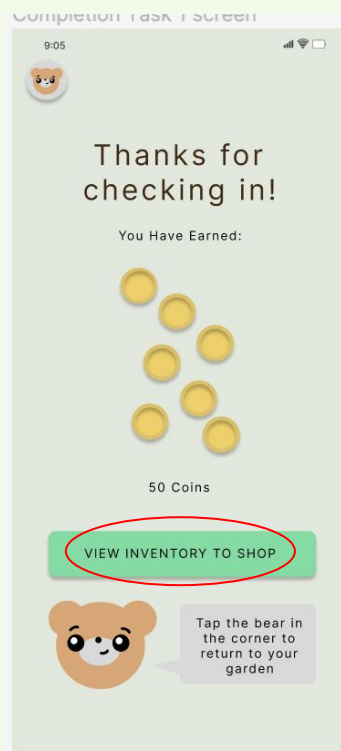 Completion Task 1 screen
9:05
Thanks for
checking in!
You Have Earned:
50 Coins
VIEW INVENTORY TO SHOP
Tap the bear in
the corner to
return to your
garden